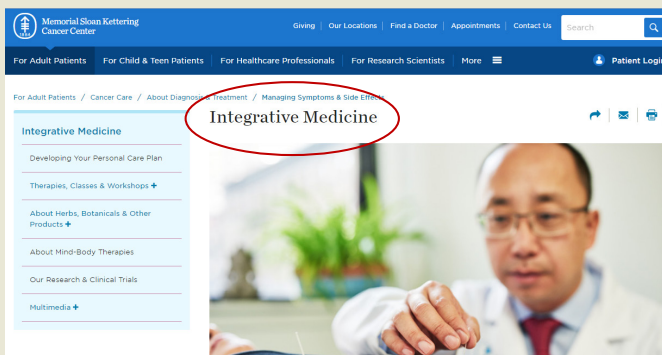 Memorial Sloan Kettering
Cancer Center
Giving Our Locations Find a Doctor Appointments Contact Us Search
For Adult Patients For Child & Teen Patients For Healthcare Professionals For Research Scientists More Patient Login
For Adult Patients / Cancer Care / About Diagnosis & Treatment / Managing Symptoms & Side Effects
Integrative Medicine
Integrative Medicine
Developing Your Personal Care Plan
Therapies, Classes & Workshops +
About Herbs, Botanicals & Other
Products +
About Mind-Body Therapies
Our Research & Clinical Trials
Multimedia +